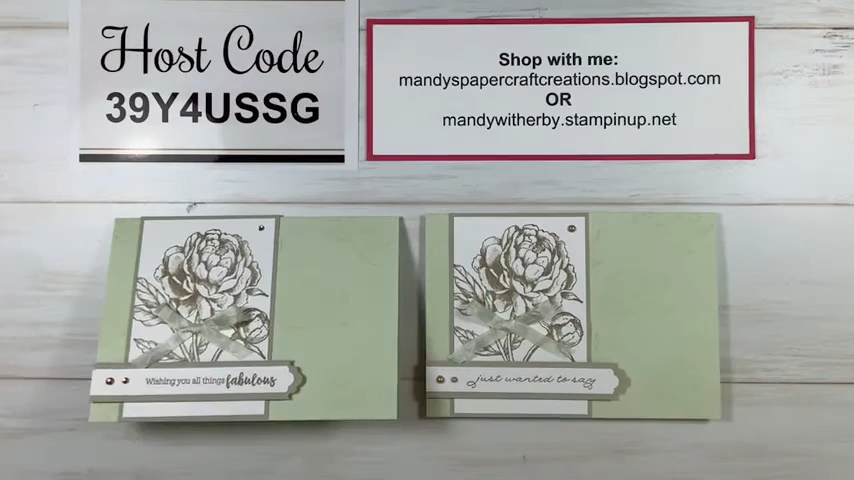 Host Code
39Y4USSG
Shop with me:
mandyspapercraftcreations.blogspot.com
OR
mandywitherby.stampinup.net
Wishing you all things fabulous
just wanted to say